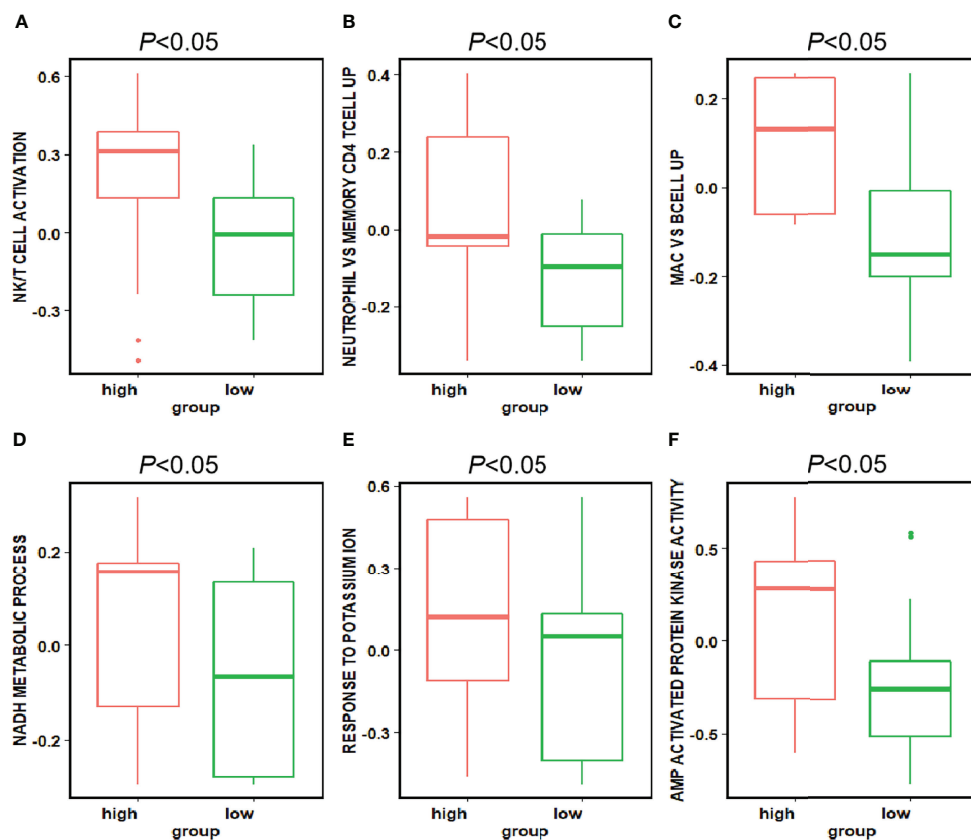 A
P<0.05
NK/T CELL ACTIVATION
0.6
0.3
0.0
-0.3
high
low
group
B
P<0.05
NEUTROPHIL VS MEMORY CD4 TCELL UP
0.4
0.2
0.0
-0.2
high
low
group
C
P<0.05
MAC VS BCELL UP
0.2
0.0
-0.2
-0.4
high
low
group
D
P<0.05
NADH METABOLIC PROCESS
0.2
0.0
-0.2
high
low
group
E
P<0.05
RESPONSE TO POTASSIUM ION
0.6
0.3
0.0
-0.3
high
low
group
F
P<0.05
AMP ACTIVATED PROTEIN KINASE ACTIVITY
0.5
0.0
-0.5
high
low
group